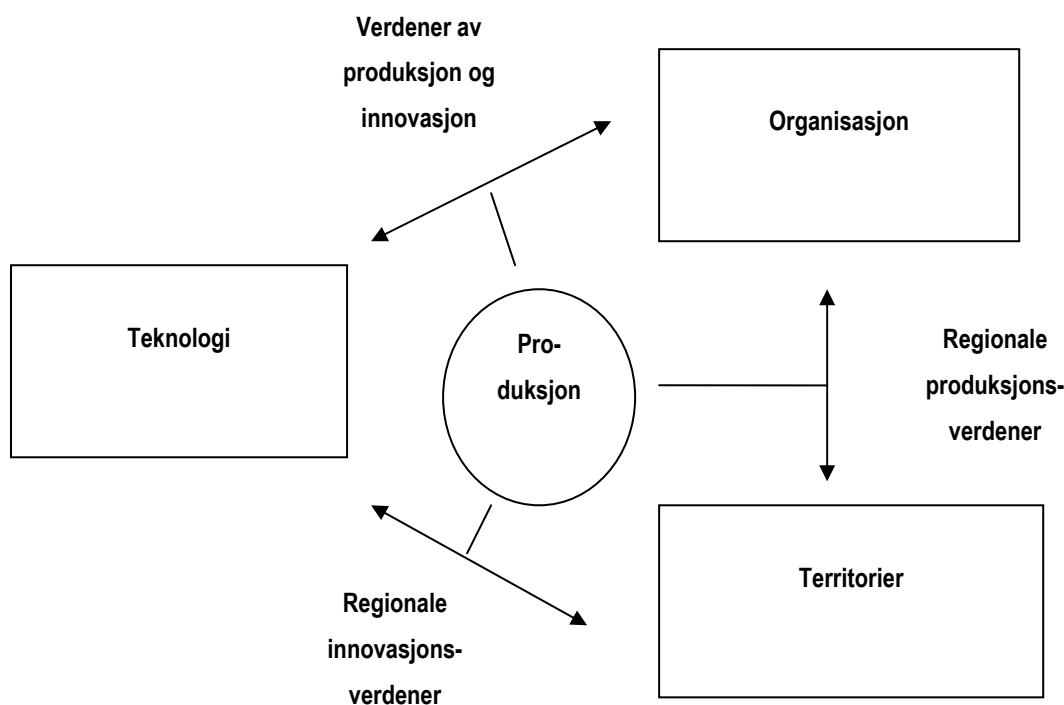 Verdener av
produksjon og
innovasjon
Organisasjon
Teknologi
Pro-
duksjon
Regionale
produksjons-
verdener
Territorier
Regionale
innovasjons-
verdener